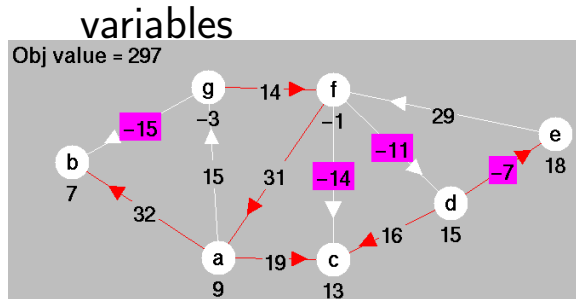 variables
Obj value = 297
g 14 f
-3 -1
-15 29
e
b -11 18
7 15 31 -14 -7
d
32 16 15
a 19 c
9 13